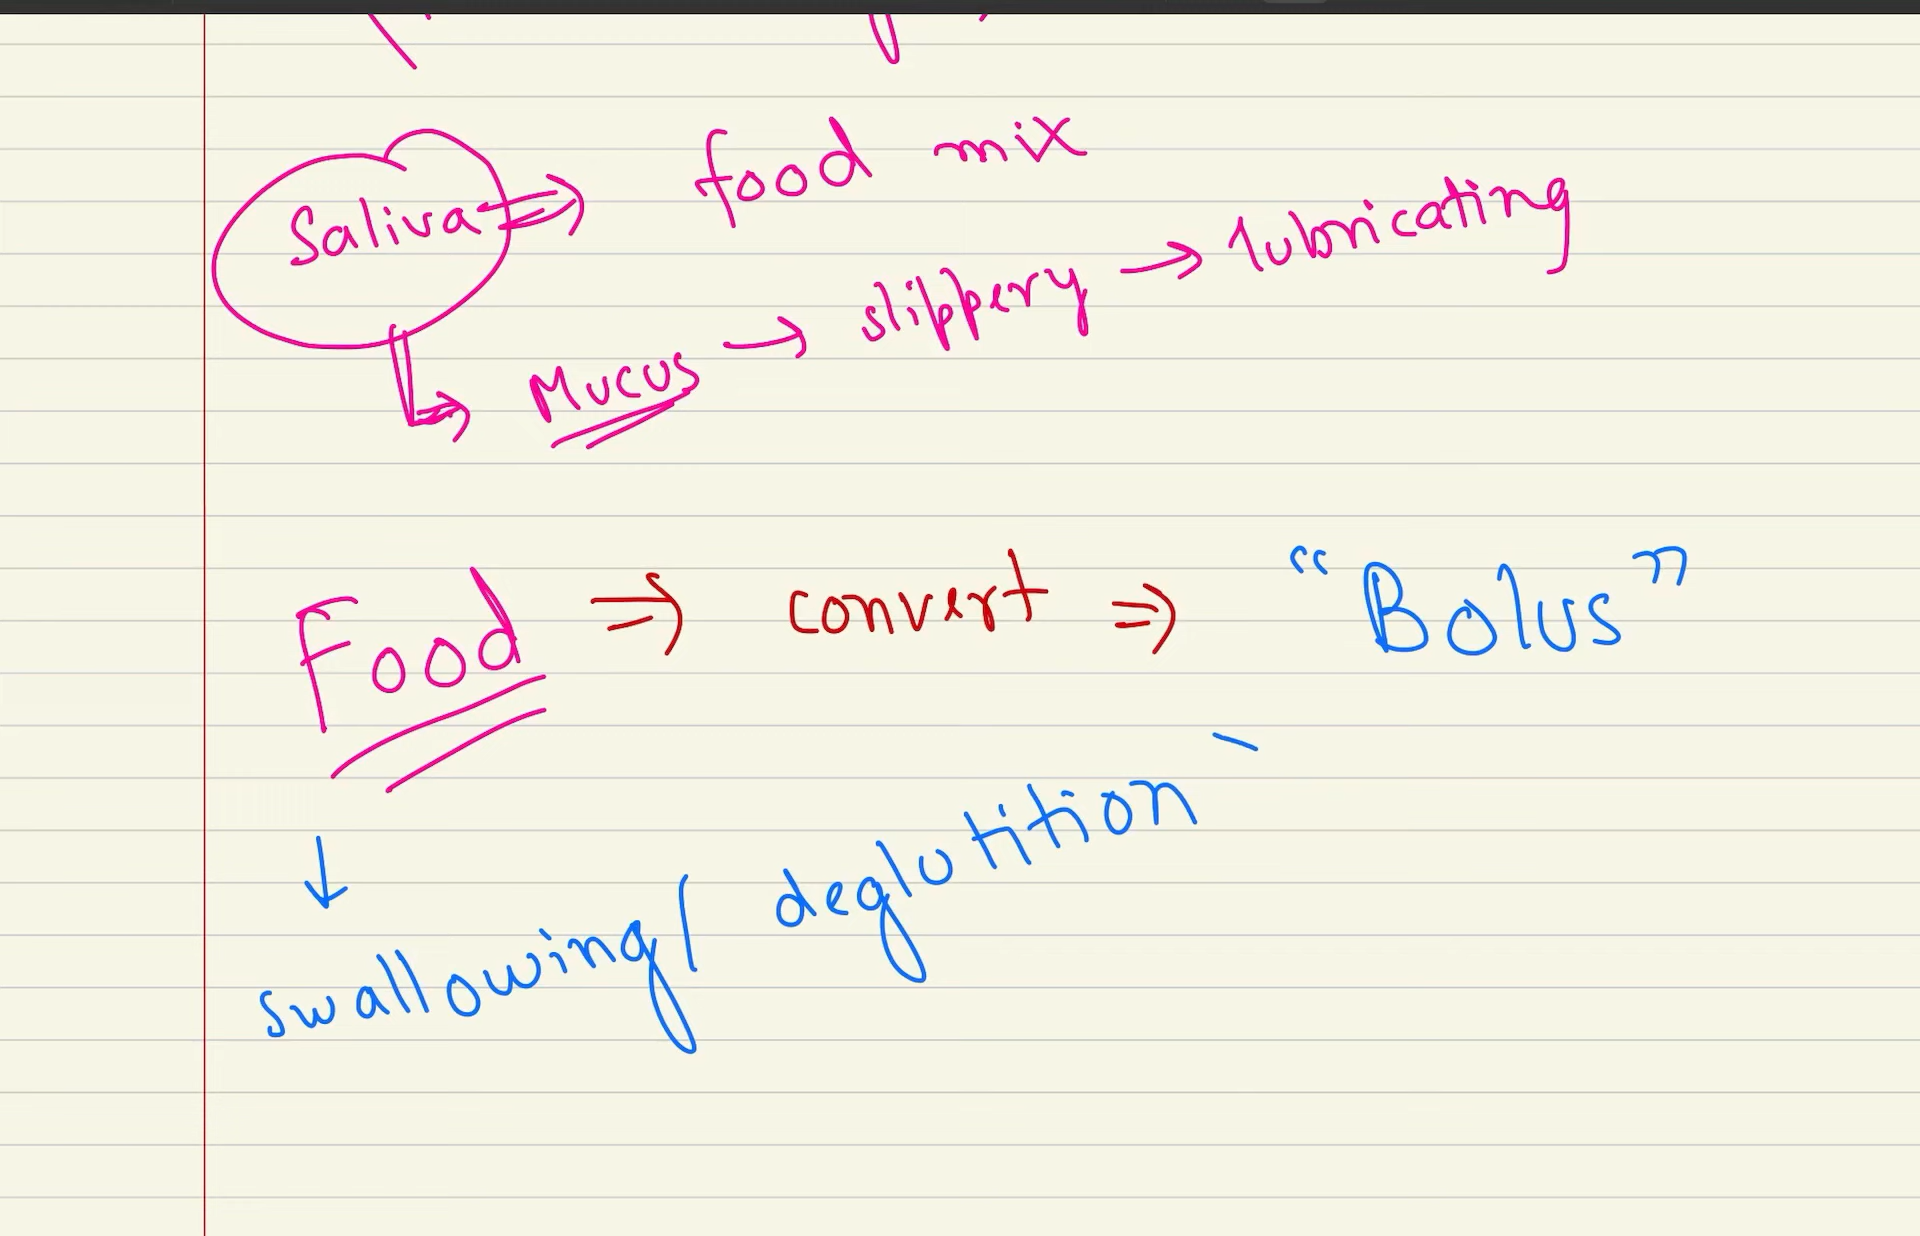 Saliva ⇒ food mix
→ Mucus → slippery → lubricating
Food ⇒ convert ⇒ "Bolus"
↓
swallowing/ deglutition